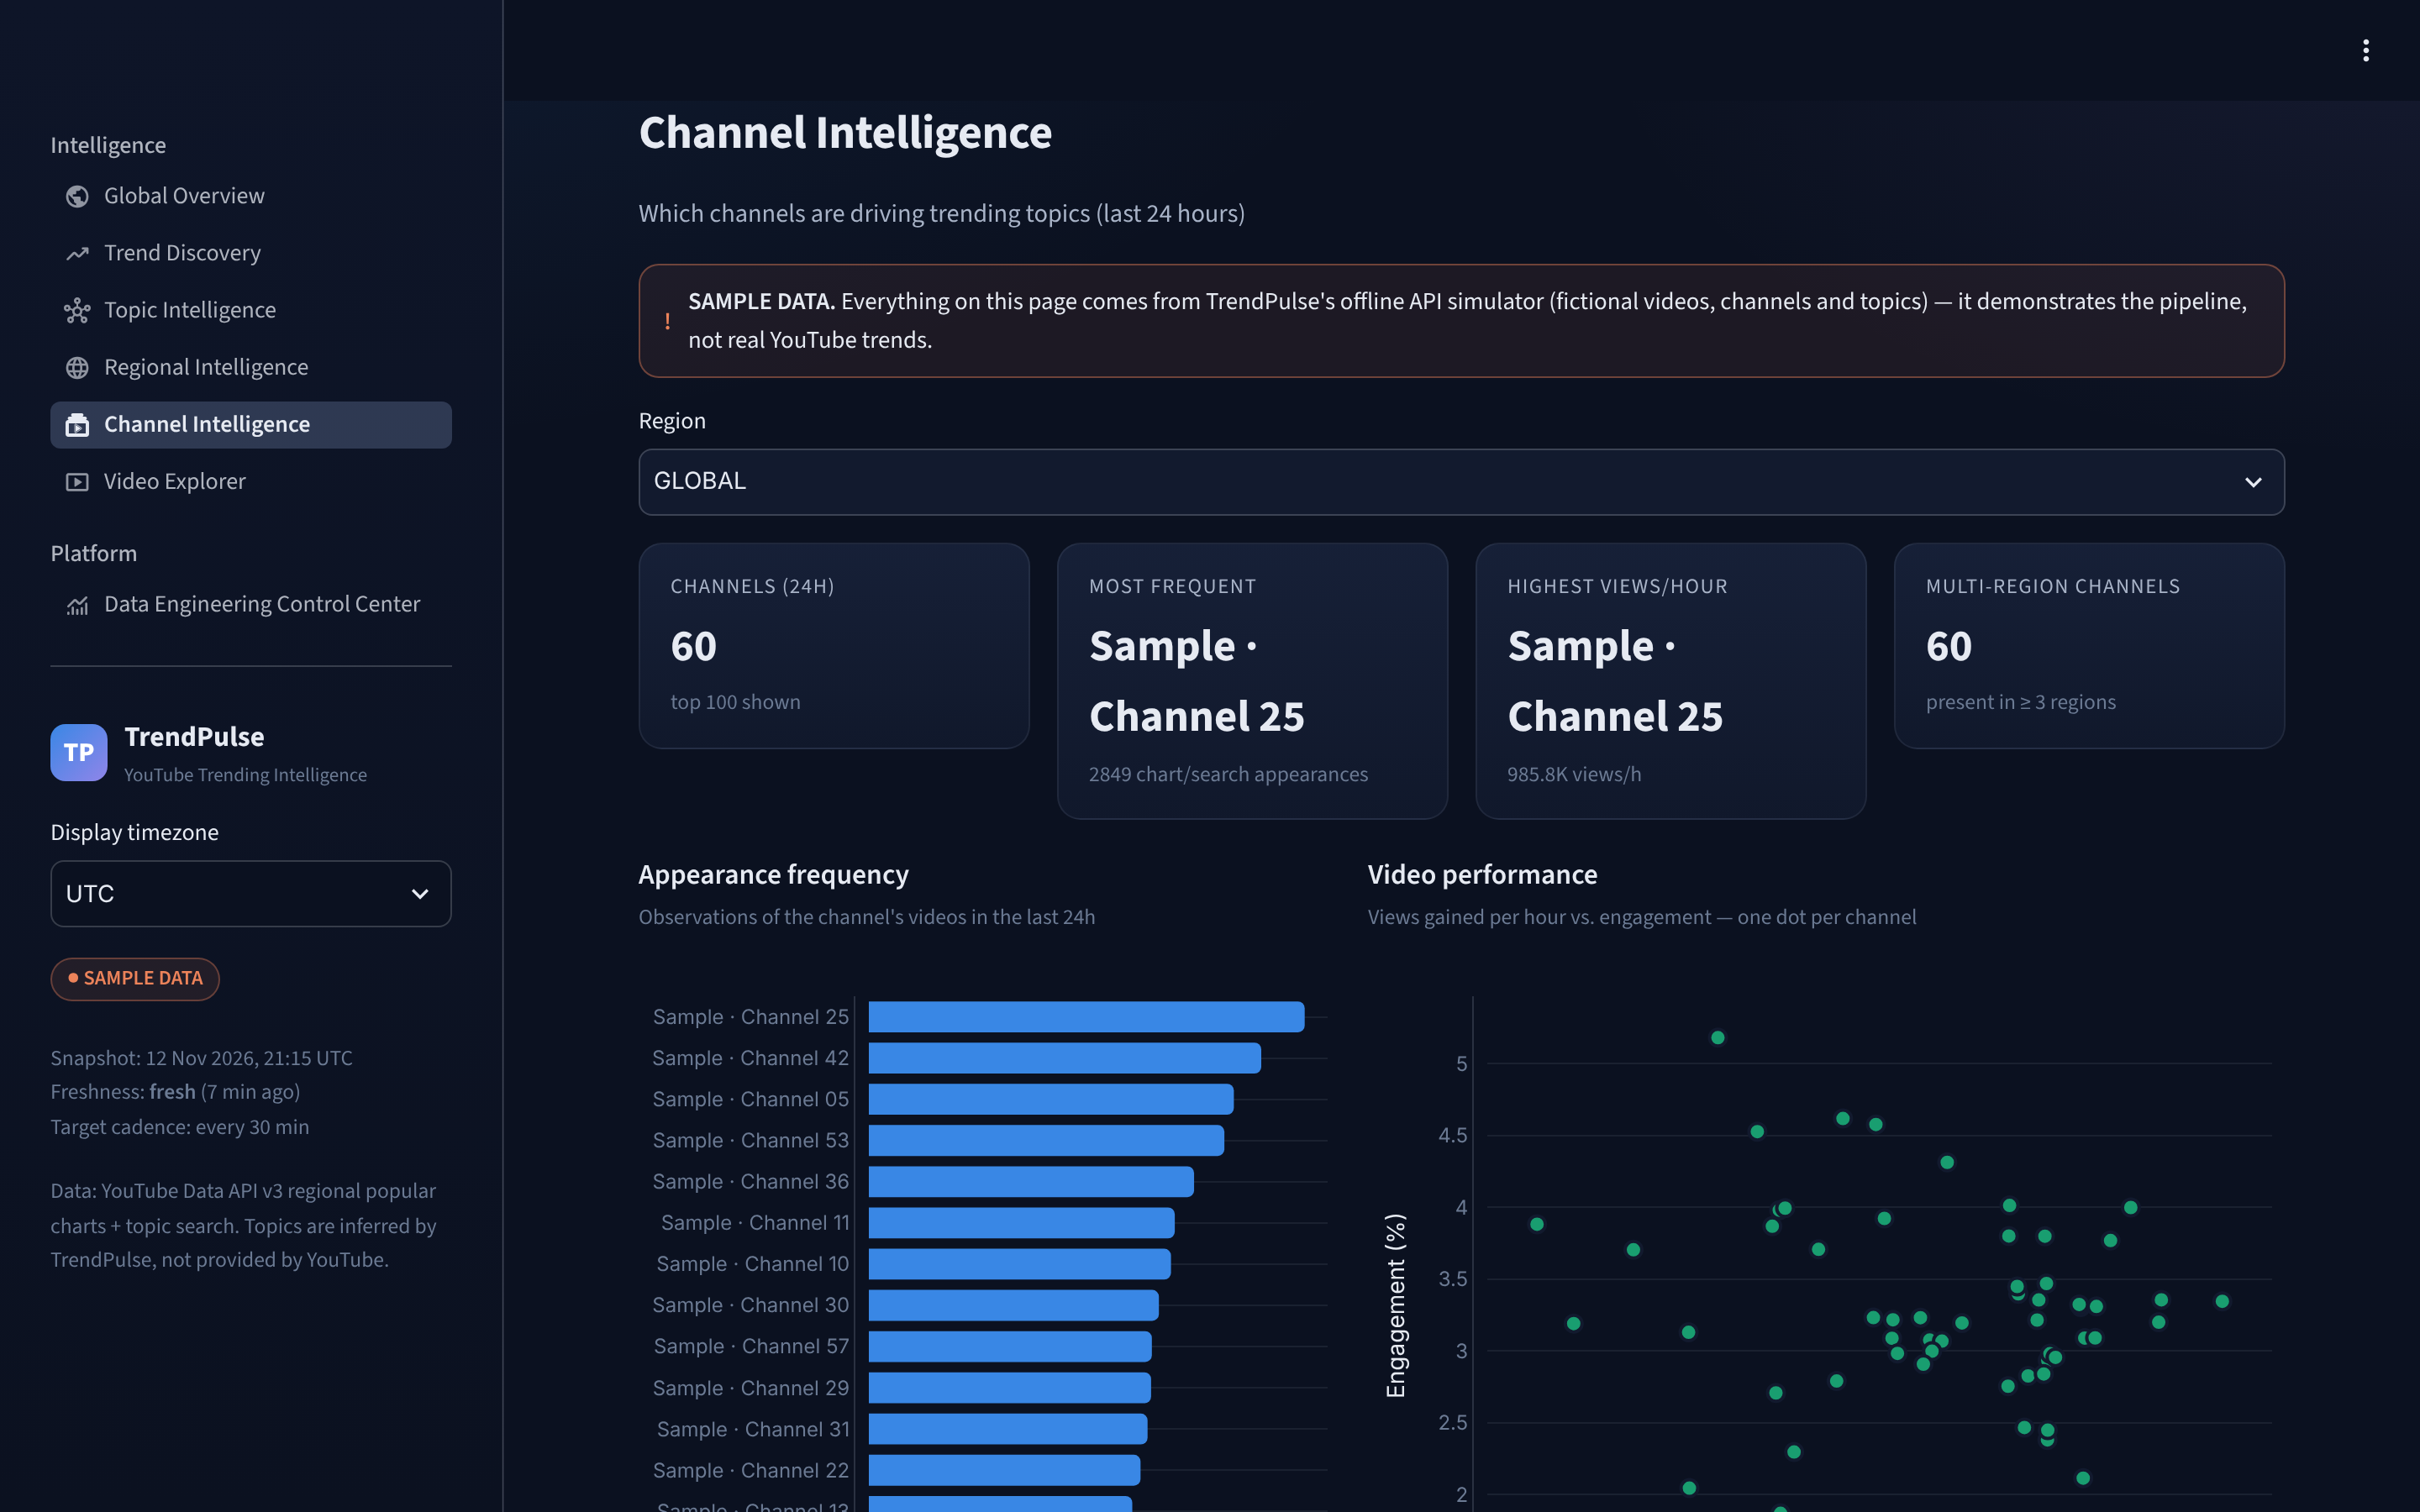 Intelligence
Global Overview
Trend Discovery
Topic Intelligence
Regional Intelligence
Channel Intelligence
Video Explorer
Platform
Data Engineering Control Center
TP
TrendPulse
YouTube Trending Intelligence
Display timezone
UTC
SAMPLE DATA
Snapshot: 12 Nov 2026, 21:15 UTC
Freshness: fresh (7 min ago)
Target cadence: every 30 min
Data: YouTube Data API v3 regional popular
charts + topic search. Topics are inferred by
TrendPulse, not provided by YouTube.
Channel Intelligence
Which channels are driving trending topics (last 24 hours)
! SAMPLE DATA. Everything on this page comes from TrendPulse's offline API simulator (fictional videos, channels and topics) — it demonstrates the pipeline,
not real YouTube trends.
Region
GLOBAL
CHANNELS (24H)
60
top 100 shown
MOST FREQUENT
Sample ·
Channel 25
2849 chart/search appearances
HIGHEST VIEWS/HOUR
Sample ·
Channel 25
985.8K views/h
MULTI-REGION CHANNELS
60
present in ≥ 3 regions
Appearance frequency
Observations of the channel's videos in the last 24h
Sample · Channel 25
Sample · Channel 42
Sample · Channel 05
Sample · Channel 53
Sample · Channel 36
Sample · Channel 11
Sample · Channel 10
Sample · Channel 30
Sample · Channel 57
Sample · Channel 29
Sample · Channel 31
Sample · Channel 22
Sample · Channel 13
Video performance
Views gained per hour vs. engagement — one dot per channel
Engagement (%)
5
4.5
4
3.5
3
2.5
2